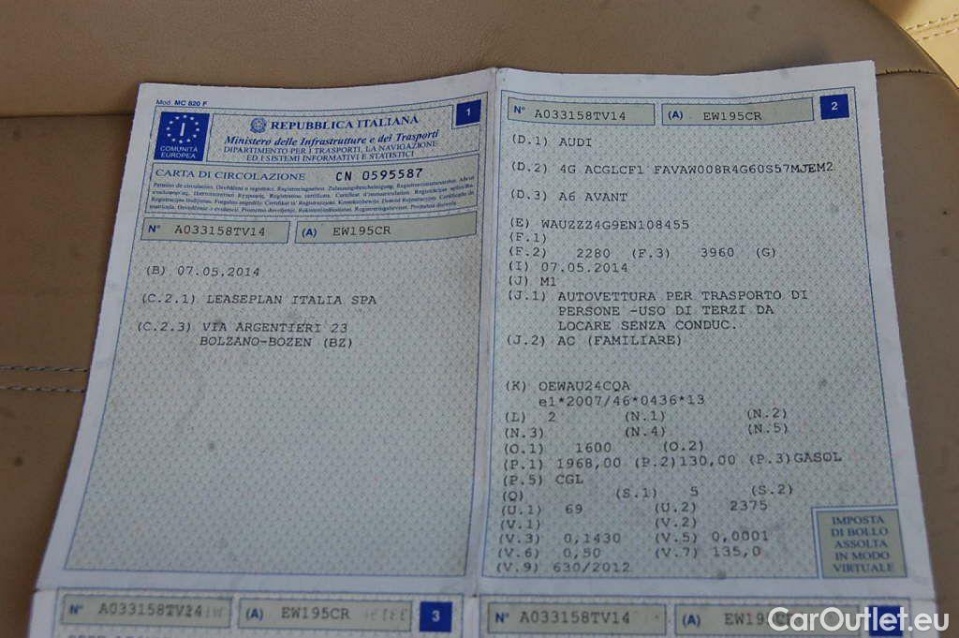 Mod. MC 820 F
1
I
COMUNITÀ
EUROPEA
REPUBBLICA ITALIANA
Ministero delle Infrastrutture e dei Trasporti
DIPARTIMENTO PER I TRASPORTI, LA NAVIGAZIONE
ED I SISTEMI INFORMATIVI E STATISTICI
CARTA DI CIRCOLAZIONE CN 0595587
N° A033158TV14 (A) EW195CR
(B) 07.05.2014
(C.2.1) LEASEPLAN ITALIA SPA
(C.2.3) VIA ARGENTIERI 23
BOLZANO-BOZEN (BZ)
N° A033158TV14 (A) EW195CR 2
(D.1) AUDI
(D.2) 4G ACGLCF1 FAVAW008R4G60S57MJEM2
(D.3) A6 AVANT
(E) WAUZZZ4G9EN108455
(F.1)
(F.2) 2280 (F.3) 3960 (G)
(I) 07.05.2014
(J) M1
(J.1) AUTOVETTURA PER TRASPORTO DI
PERSONE -USO DI TERZI DA
LOCARE SENZA CONDUC.
(J.2) AC (FAMILIARE)
(K) OEWAU24CQA
e1*2007/46*0436*13
(L) 2 (N.1) (N.2)
(N.3) (N.4) (N.5)
(O.1) 1600 (O.2)
(P.1) 1968,00 (P.2)130,00 (P.3)GASOL
(P.5) CGL
(Q) (S.1) 5 (S.2)
(U.1) 69 (U.2) 2375
(V.1) (V.2)
(V.3) 0,1430 (V.5) 0,0001
(V.6) 0,50 (V.7) 135,0
(V.9) 630/2012
IMPOSTA
DI BOLLO
ASSOLTA
IN MODO
VIRTUALE
N° A033158TV14 (A) EW195CR 3
N° A033158TV14 (A) EW195CR
CarOutlet.eu